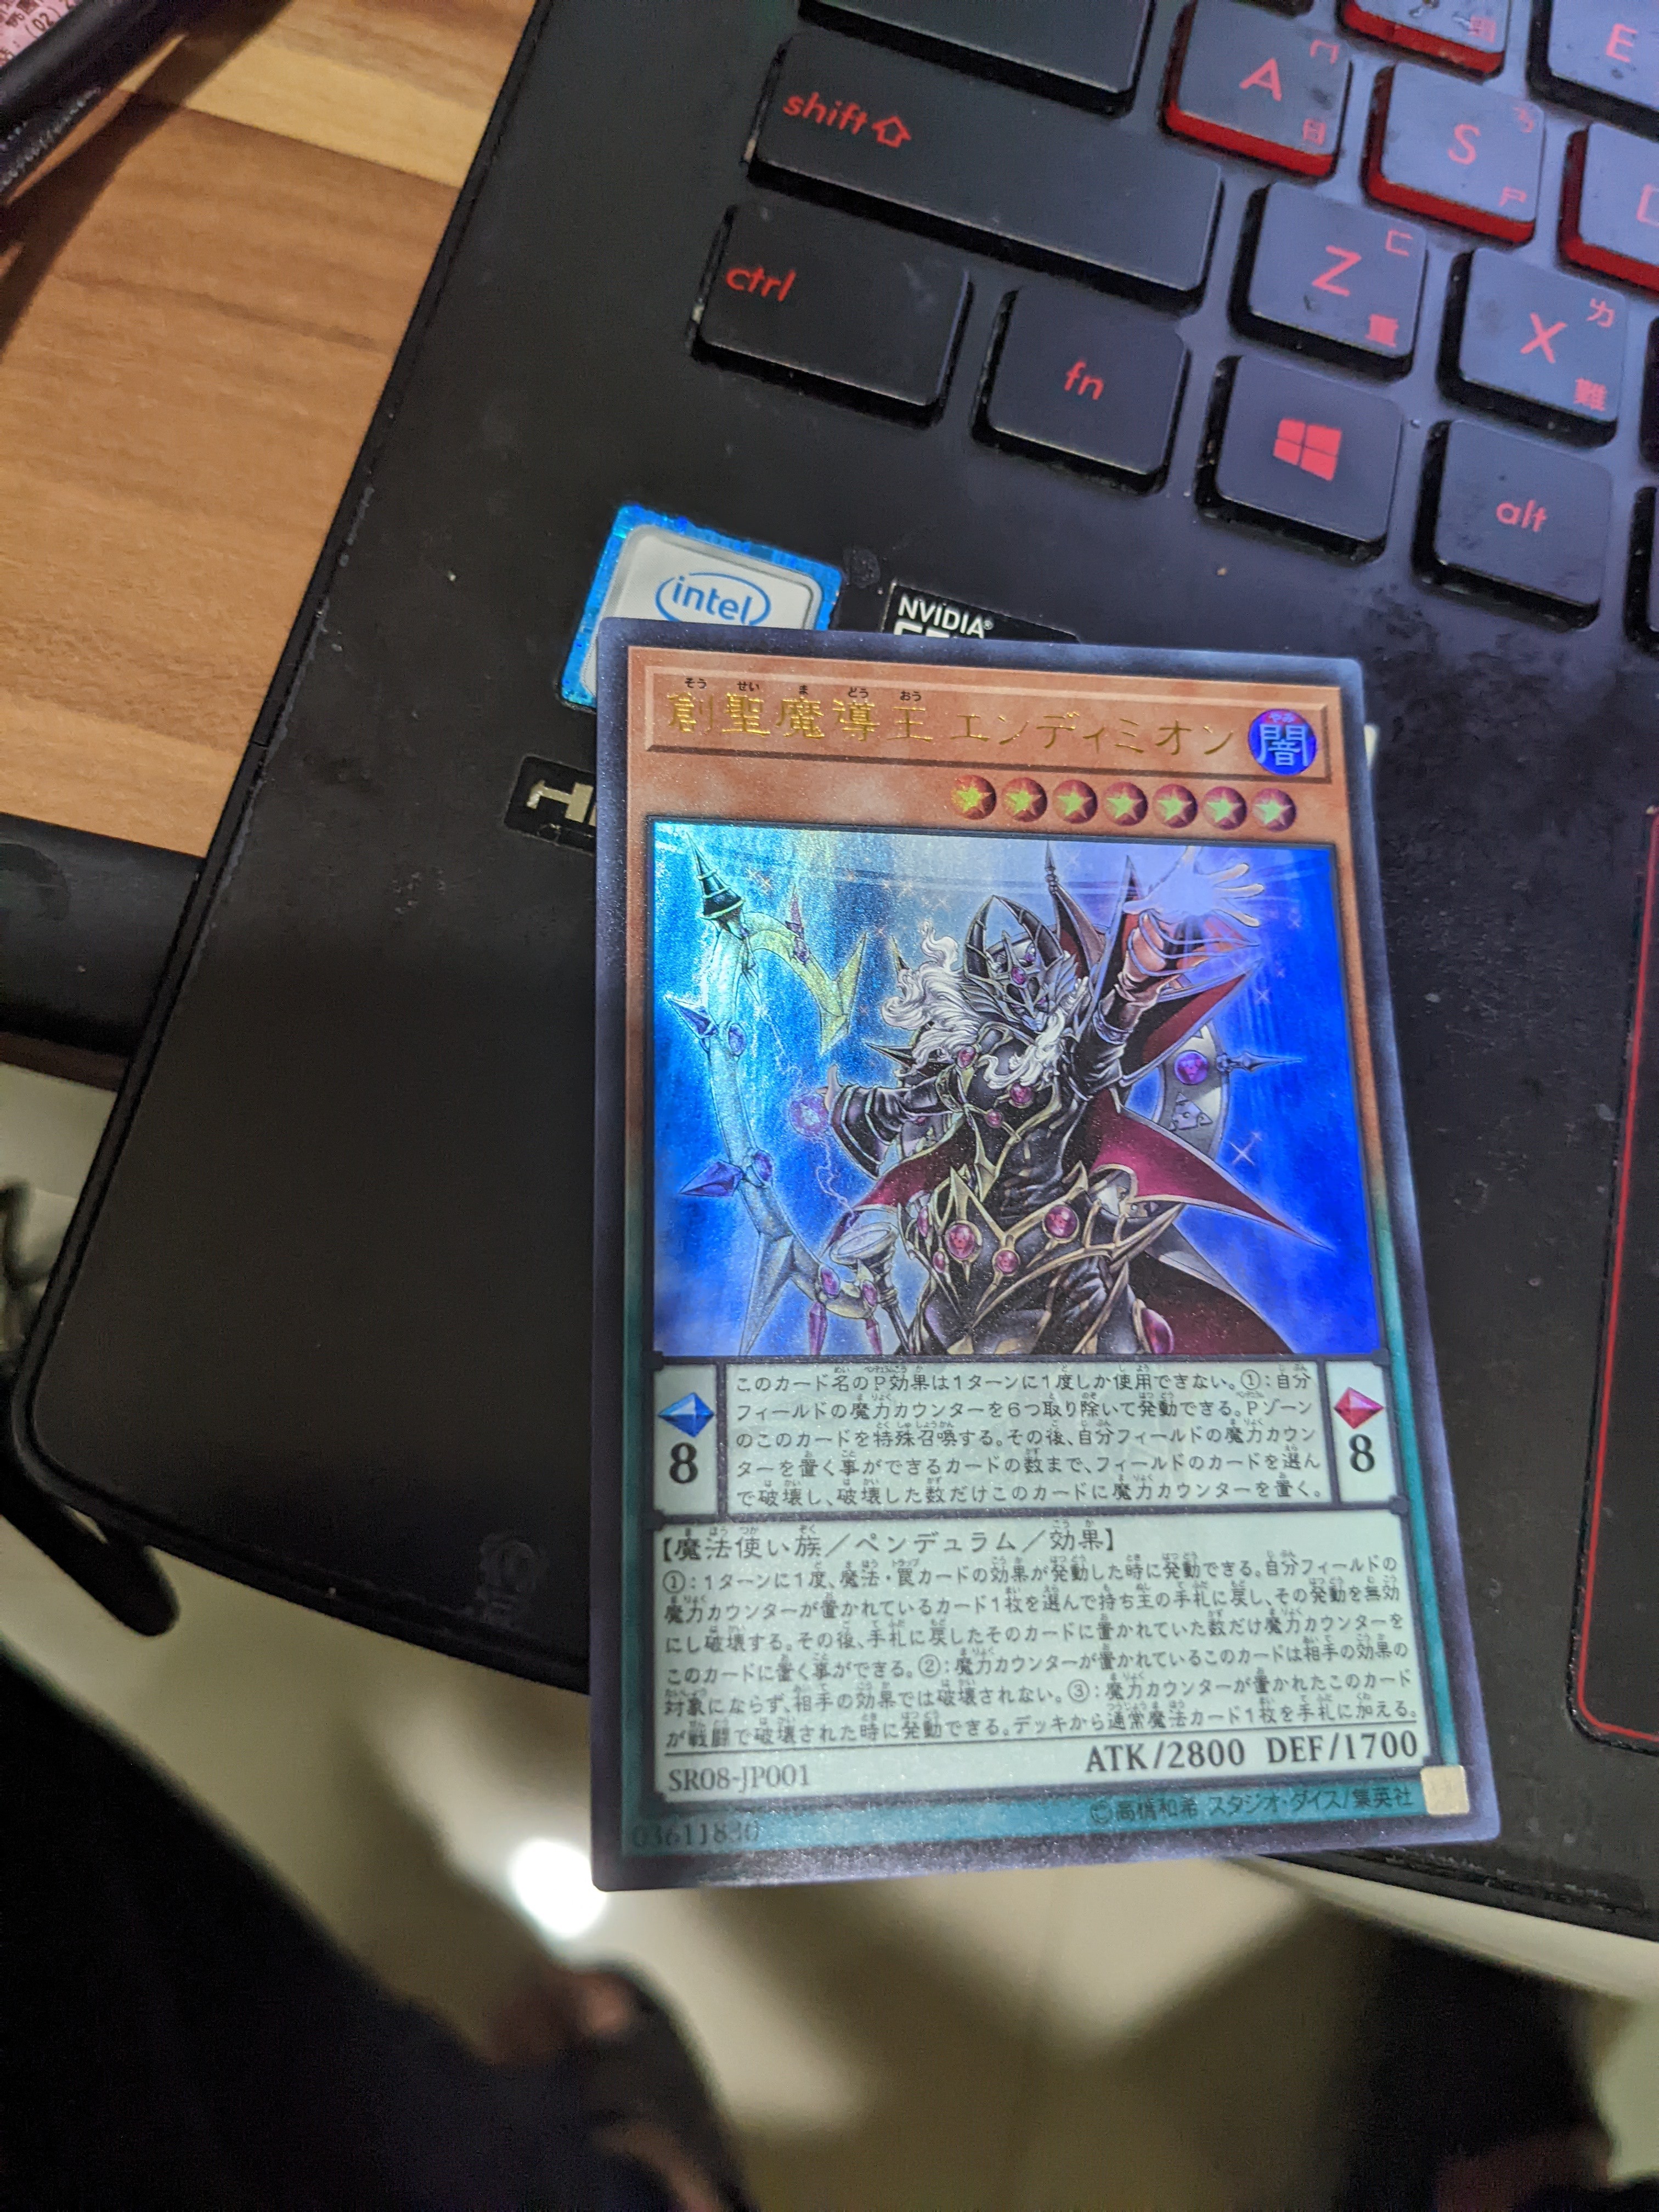 A
冂
日
S
ㄋ
尸
E
shift
Z
ㄈ
重
X
ㄌ
難
ctrl
fn
alt
intel
NVIDIA®
創聖魔導王 エンディミオン
そう せい ま どう おう
闇
やみ
このカード名のP効果は1ターンに1度しか使用できない。①:自分
フィールドの魔力カウンターを6つ取り除いて発動できる。Pゾーン
のこのカードを特殊召喚する。その後、自分フィールドの魔力カウン
ターを置く事ができるカードの数まで、フィールドのカードを選ん
で破壊し、破壊した数だけこのカードに魔力カウンターを置く。
8
8
【魔法使い族/ペンデュラム/効果】
①:1ターンに1度、魔法・罠カードの効果が発動した時に発動できる。自分フィールドの
魔力カウンターが置かれているカード1枚を選んで持ち主の手札に戻し、その発動を無効
にし破壊する。その後、手札に戻したそのカードに置かれていた数だけ魔力カウンターを
このカードに置く事ができる。②:魔力カウンターが置かれているこのカードは相手の効果の
対象にならず、相手の効果では破壊されない。③:魔力カウンターが置かれたこのカード
が戦闘で破壊された時に発動できる。デッキから通常魔法カード1枚を手札に加える。
ATK/2800 DEF/1700
SR08-JP001
©高橋和希 スタジオ・ダイス/集英社
03611830